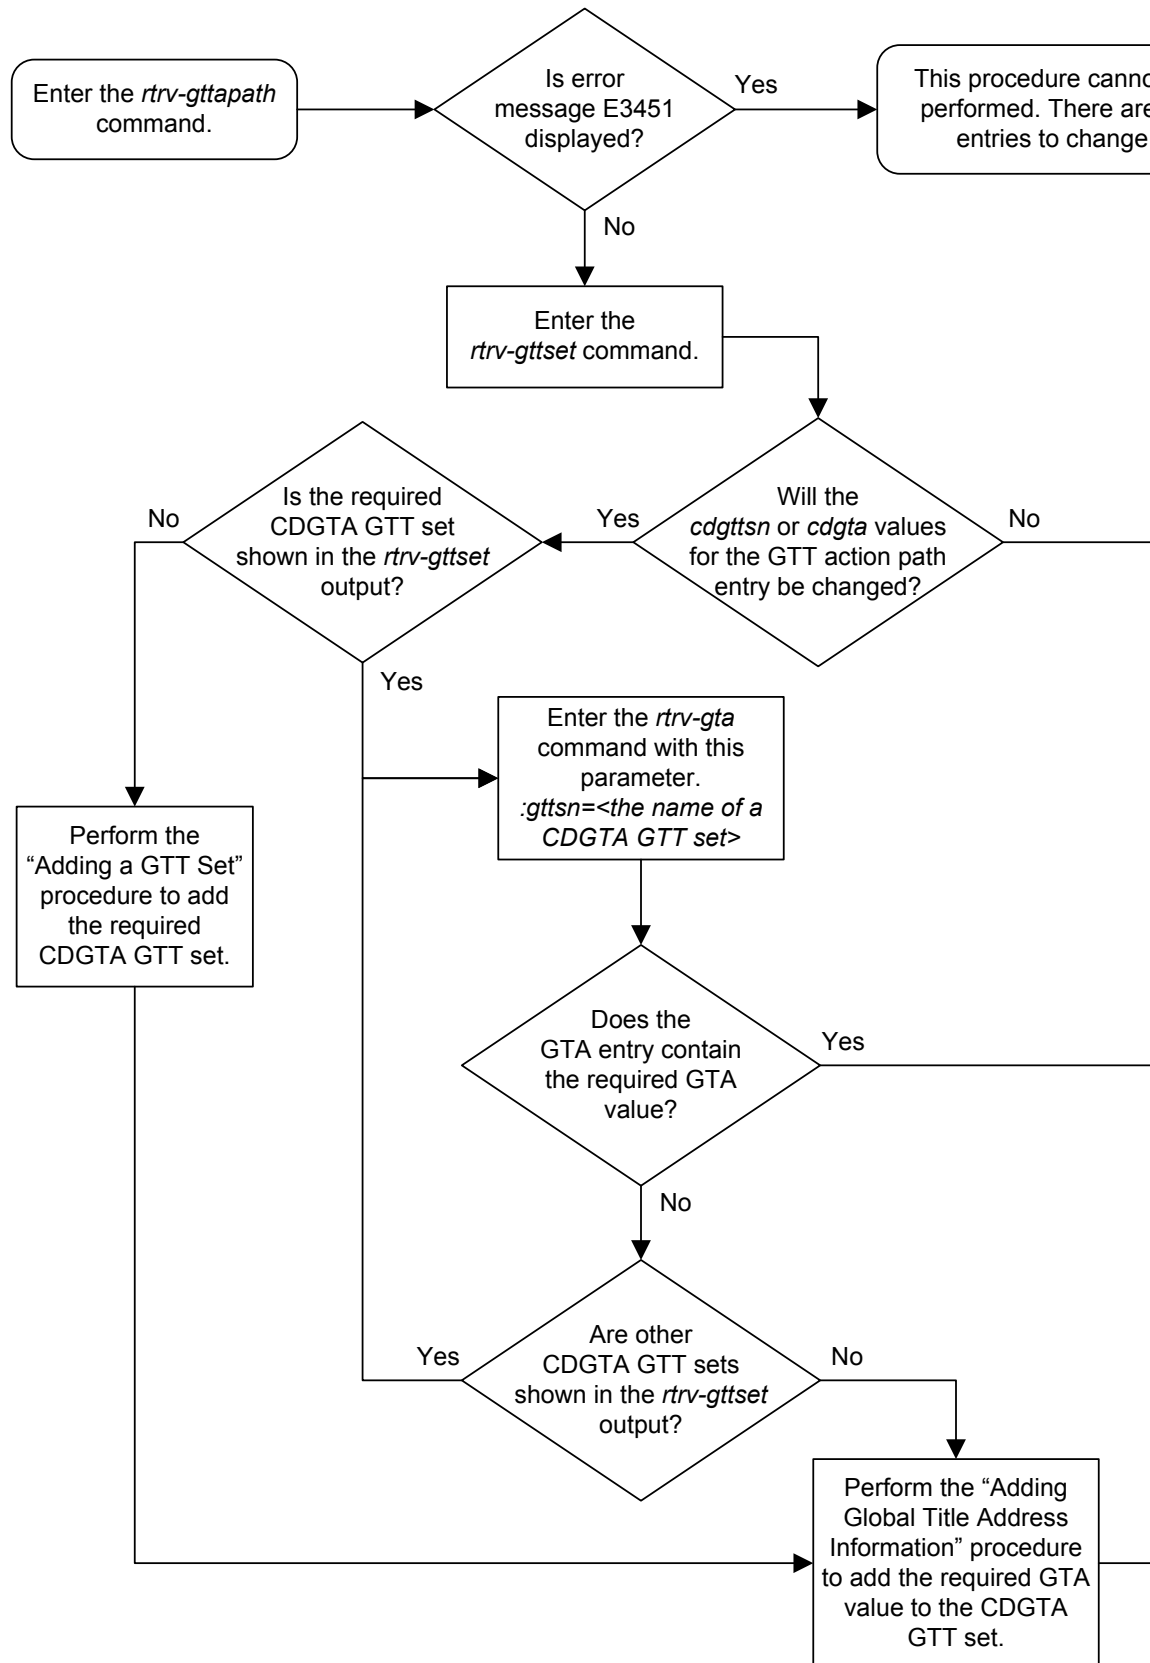 Enter the rtrv-gttapath
command.
Is error
message E3451
displayed?
Yes
This procedure canno
performed. There are
entries to change
No
Enter the
rtrv-gttset command.
Will the
cdgttsn or cdgta values
for the GTT action path
entry be changed?
No
Yes
Is the required
CDGTA GTT set
shown in the rtrv-gttset
output?
No
Yes
Enter the rtrv-gta
command with this
parameter.
:gttsn=<the name of a
CDGTA GTT set>
Perform the
“Adding a GTT Set”
procedure to add
the required
CDGTA GTT set.
Does the
GTA entry contain
the required GTA
value?
Yes
No
Are other
CDGTA GTT sets
shown in the rtrv-gttset
output?
Yes
No
Perform the “Adding
Global Title Address
Information” procedure
to add the required GTA
value to the CDGTA
GTT set.